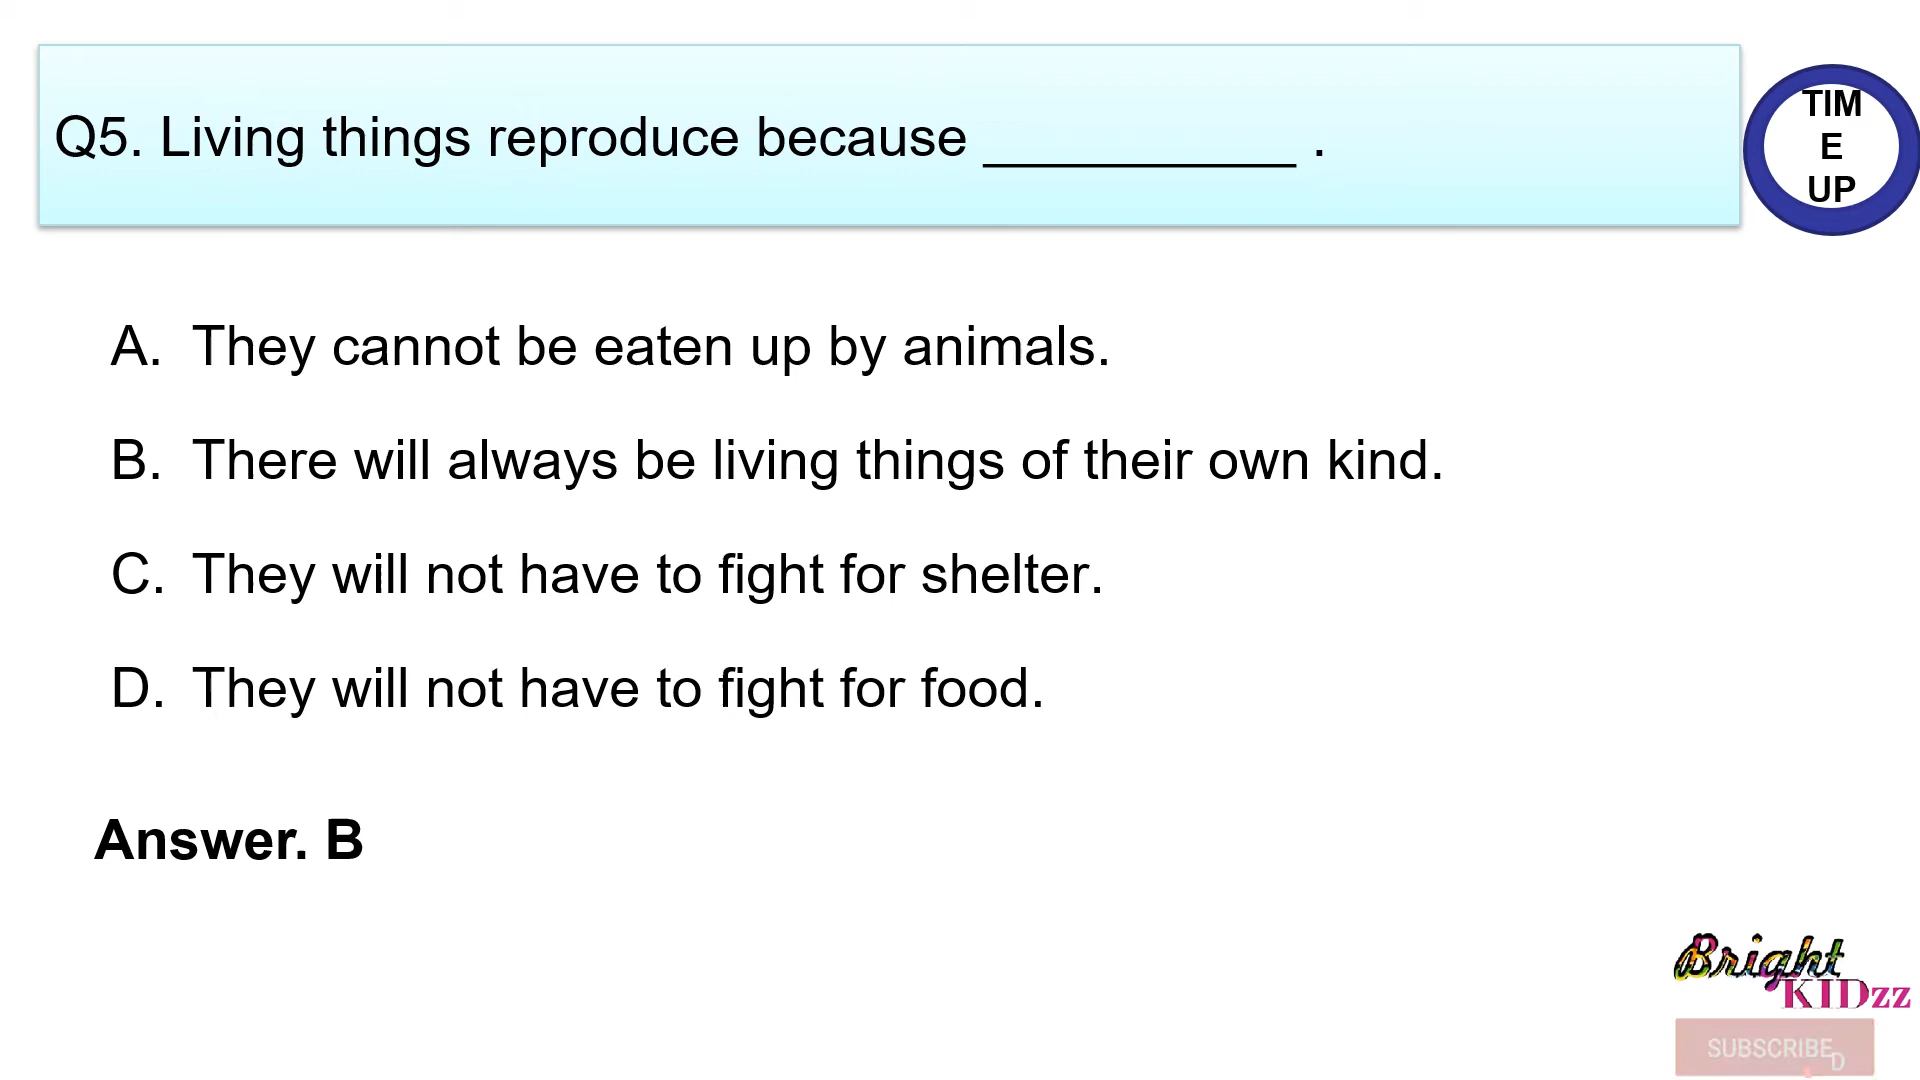 Q5. Living things reproduce because __________ .
TIM
E
UP
A. They cannot be eaten up by animals.
B. There will always be living things of their own kind.
C. They will not have to fight for shelter.
D. They will not have to fight for food.
Answer. B
Bright
KIDzz
SUBSCRIBE
D